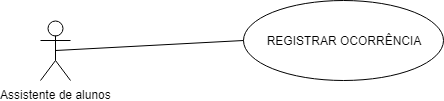 REGISTRAR OCORRÊNCIA
Assistente de alunos